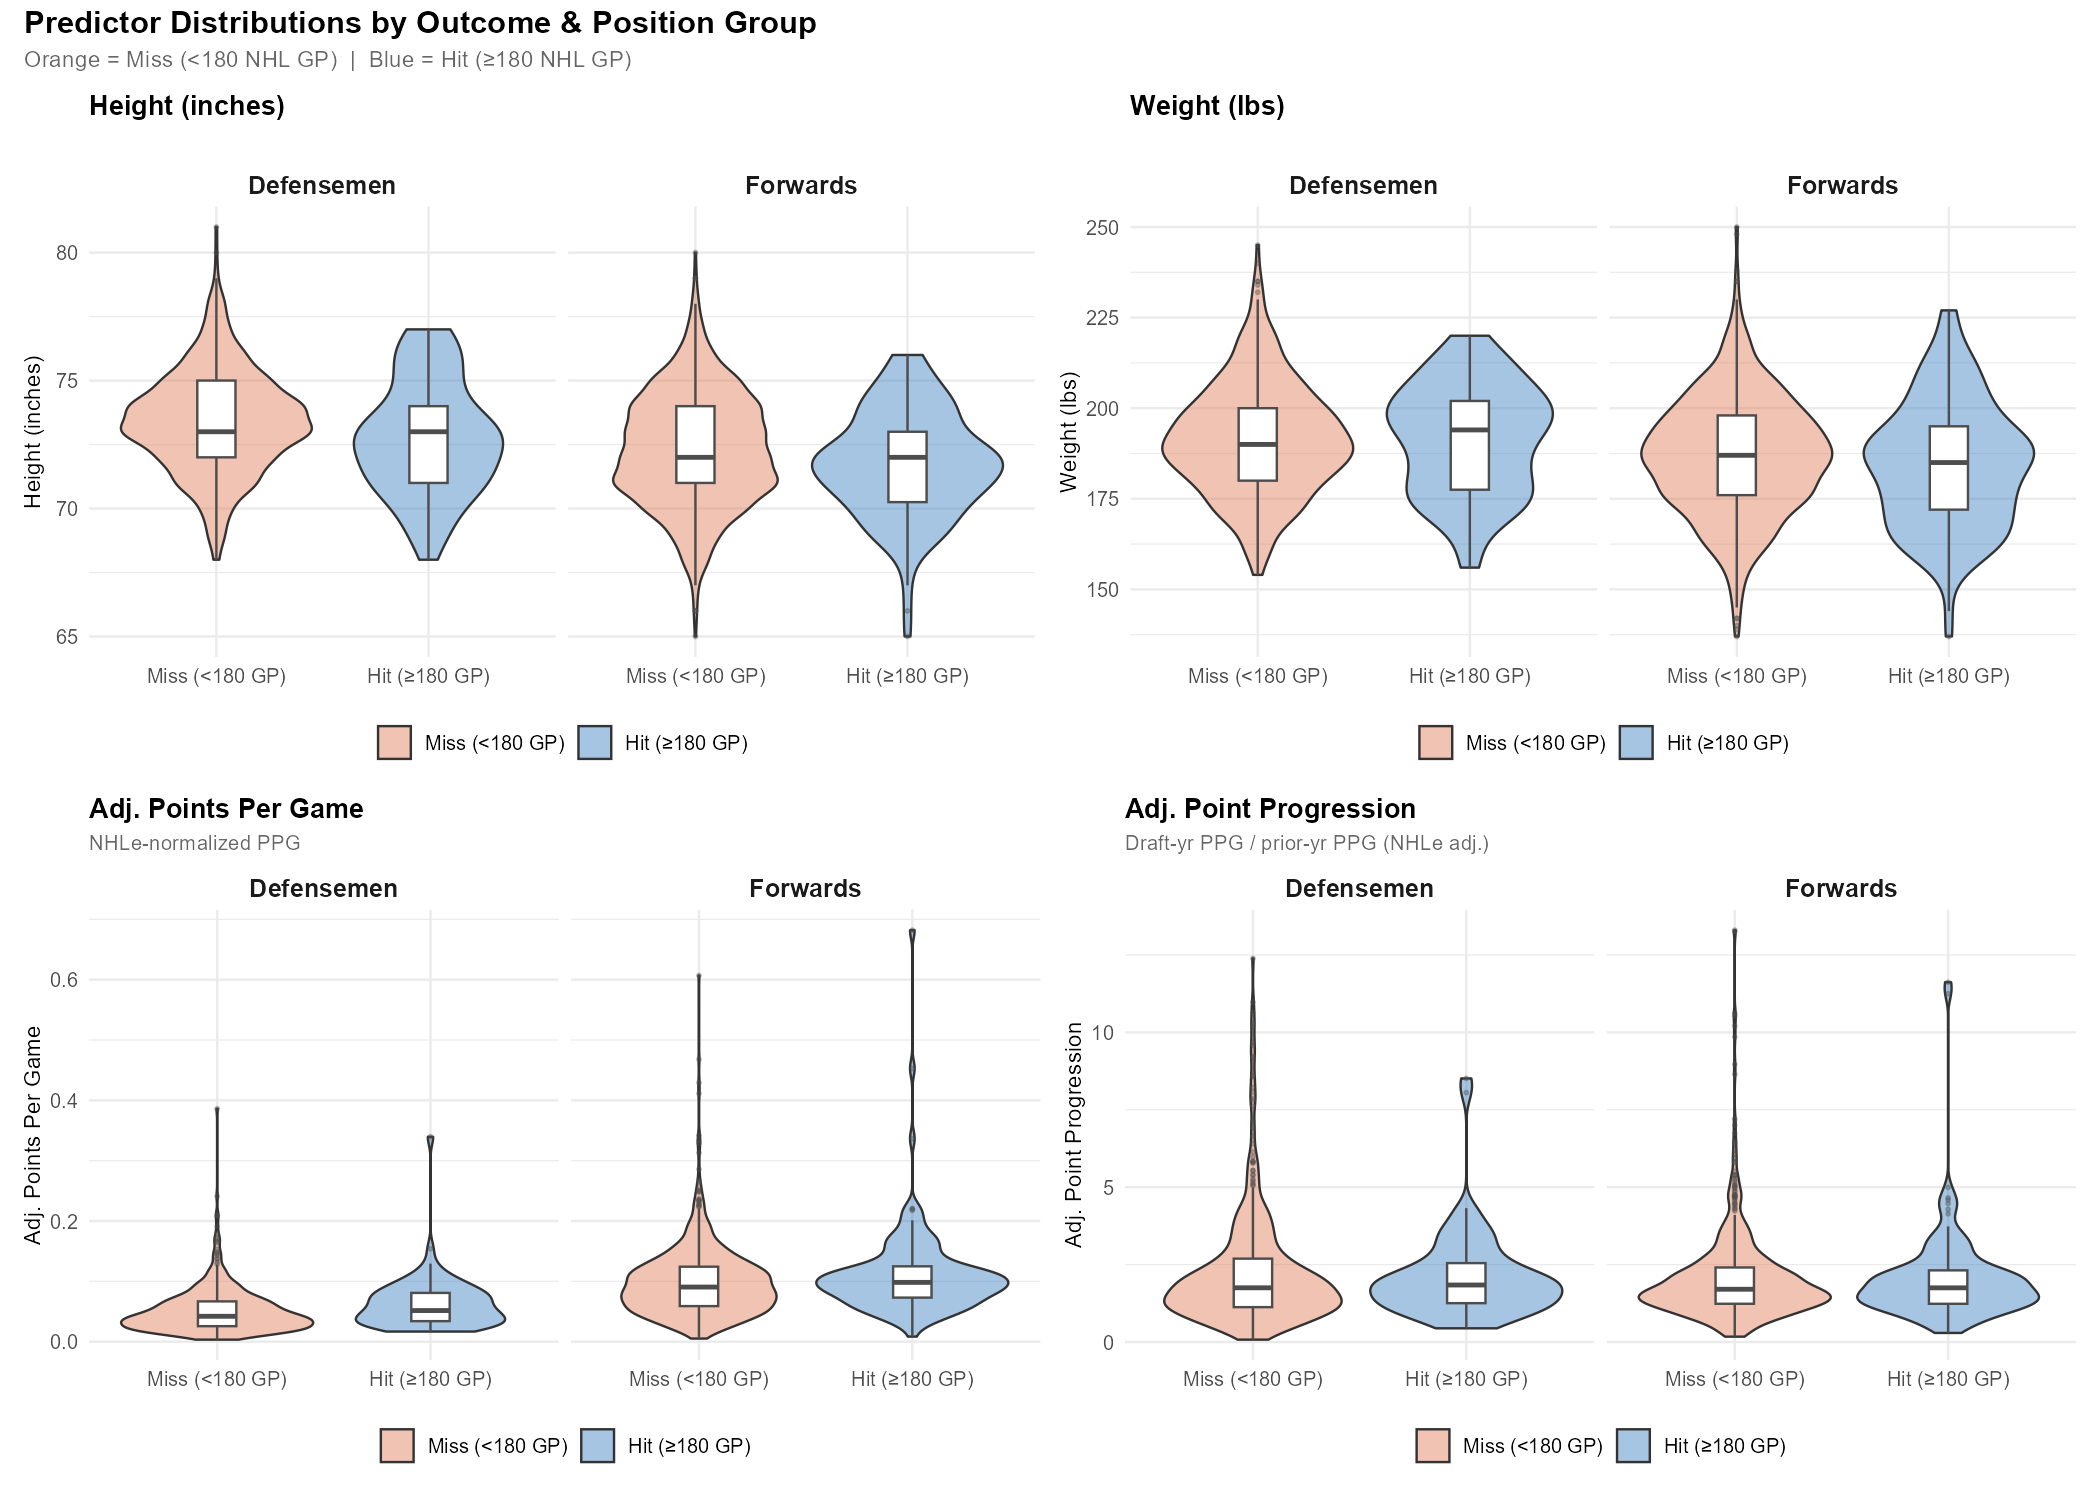 Predictor Distributions by Outcome & Position Group
Orange = Miss (<180 NHL GP) | Blue = Hit (≥180 NHL GP)
Height (inches)
Defensemen
Forwards
Height (inches)
80
75
70
65
Miss (<180 GP)
Hit (≥180 GP)
Miss (<180 GP)
Hit (≥180 GP)
Miss (<180 GP)
Hit (≥180 GP)
Weight (lbs)
Defensemen
Forwards
Weight (lbs)
250
225
200
175
150
Miss (<180 GP)
Hit (≥180 GP)
Miss (<180 GP)
Hit (≥180 GP)
Miss (<180 GP)
Hit (≥180 GP)
Adj. Points Per Game
NHLe-normalized PPG
Defensemen
Forwards
Adj. Points Per Game
0.6
0.4
0.2
0.0
Miss (<180 GP)
Hit (≥180 GP)
Miss (<180 GP)
Hit (≥180 GP)
Miss (<180 GP)
Hit (≥180 GP)
Adj. Point Progression
Draft-yr PPG / prior-yr PPG (NHLe adj.)
Defensemen
Forwards
Adj. Point Progression
10
5
0
Miss (<180 GP)
Hit (≥180 GP)
Miss (<180 GP)
Hit (≥180 GP)
Miss (<180 GP)
Hit (≥180 GP)